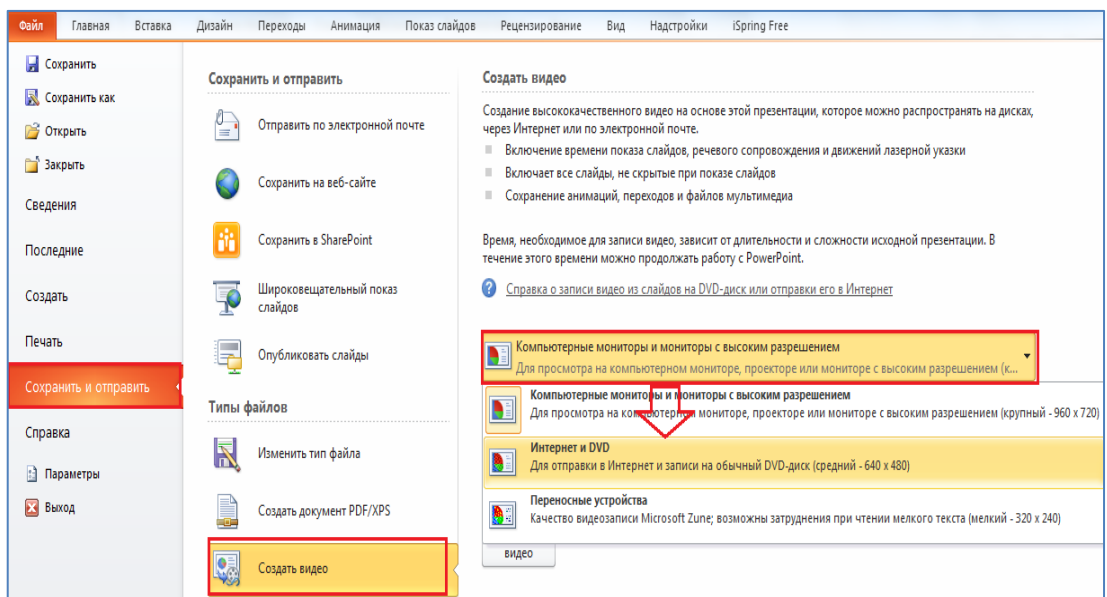 Файл Главная Вставка Дизайн Переходы Анимация Показ слайдов Рецензирование Вид Надстройки iSpring Free
Сохранить
Сохранить как
Открыть
Закрыть
Сведения
Последние
Создать
Печать
Сохранить и отправить
Справка
Параметры
Выход
Сохранить и отправить
Отправить по электронной почте
Сохранить на веб-сайте
Сохранить в SharePoint
Широковещательный показ
слайдов
Опубликовать слайды
Типы файлов
Изменить тип файла
Создать документ PDF/XPS
Создать видео
Создать видео
Создание высококачественного видео на основе этой презентации, которое можно распространять на дисках,
через Интернет или по электронной почте.
Включение времени показа слайдов, речевого сопровождения и движений лазерной указки
Включает все слайды, не скрытые при показе слайдов
Сохранение анимаций, переходов и файлов мультимедиа
Время, необходимое для записи видео, зависит от длительности и сложности исходной презентации. В
течение этого времени можно продолжать работу с PowerPoint.
Справка о записи видео из слайдов на DVD-диск или отправки его в Интернет
Компьютерные мониторы и мониторы с высоким разрешением
Для просмотра на компьютерном мониторе, проекторе или мониторе с высоким разрешением (к...
Компьютерные мониторы и мониторы с высоким разрешением
Для просмотра на компьютерном мониторе, проекторе или мониторе с высоким разрешением (крупный - 960 x 720)
Интернет и DVD
Для отправки в Интернет и записи на обычный DVD-диск (средний - 640 x 480)
Переносные устройства
Качество видеозаписи Microsoft Zune; возможны затруднения при чтении мелкого текста (мелкий - 320 x 240)
видео